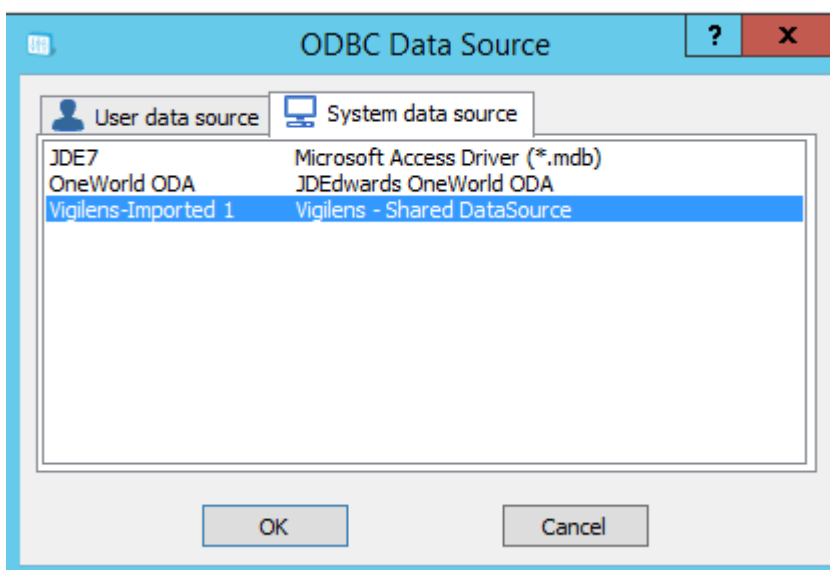 ODBC Data Source
?
x
User data source
System data source
JDE7 Microsoft Access Driver (*.mdb)
OneWorld ODA JDEdwards OneWorld ODA
Vigilens-Imported 1 Vigilens - Shared DataSource
OK
Cancel